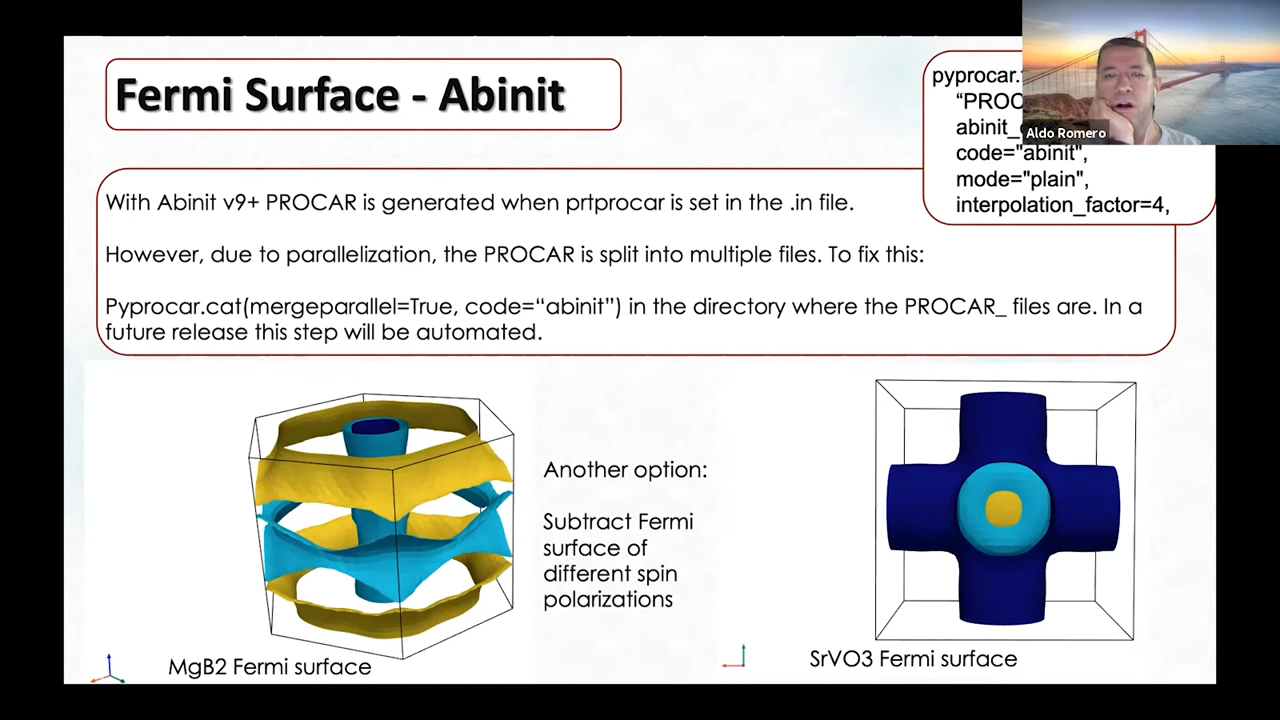 Fermi Surface - Abinit
pyprocar.
“PROC
abinit_
code="abinit",
mode="plain",
interpolation_factor=4,
Aldo Romero
With Abinit v9+ PROCAR is generated when prtprocar is set in the .in file.
However, due to parallelization, the PROCAR is split into multiple files. To fix this:
Pyprocar.cat(mergeparallel=True, code=“abinit”) in the directory where the PROCAR_ files are. In a
future release this step will be automated.
Another option:
Subtract Fermi
surface of
different spin
polarizations
MgB2 Fermi surface
SrVO3 Fermi surface